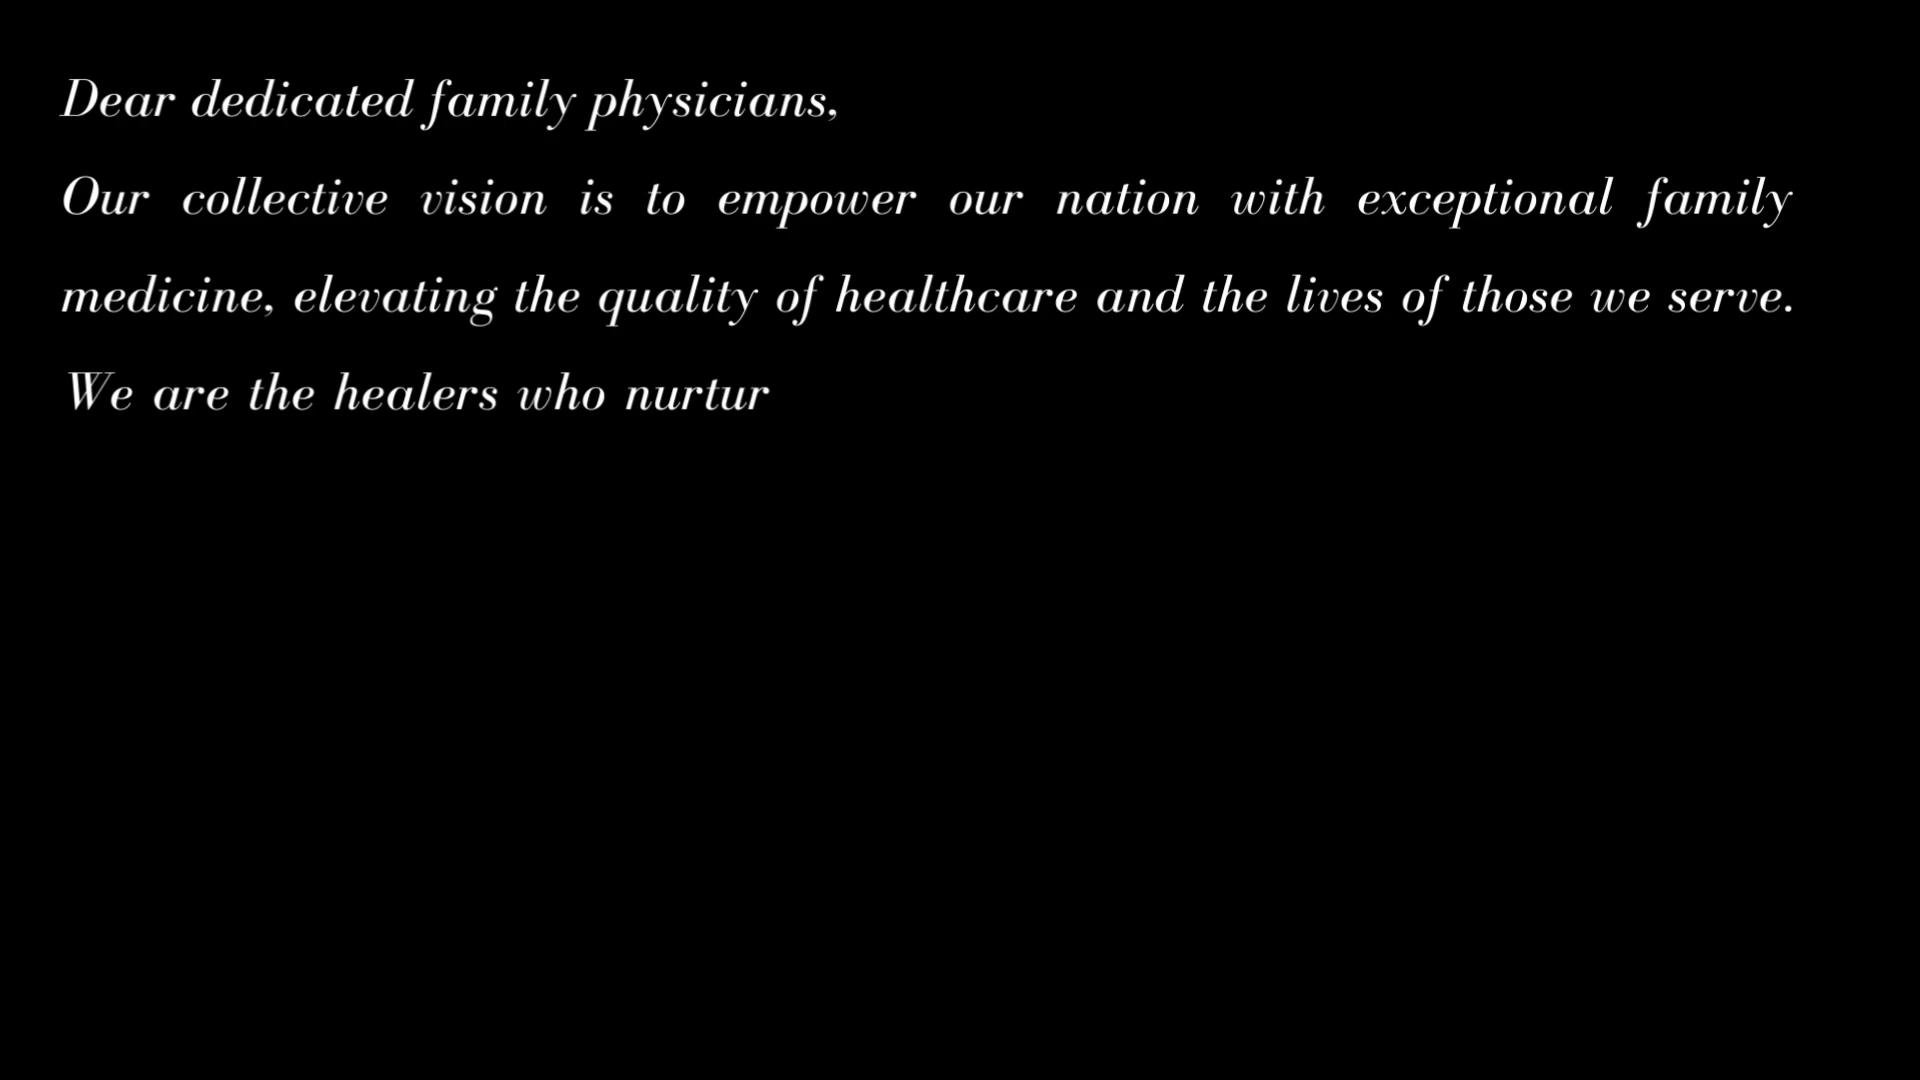 Dear dedicated family physicians,
Our collective vision is to empower our nation with exceptional family
medicine, elevating the quality of healthcare and the lives of those we serve.
We are the healers who nurtur